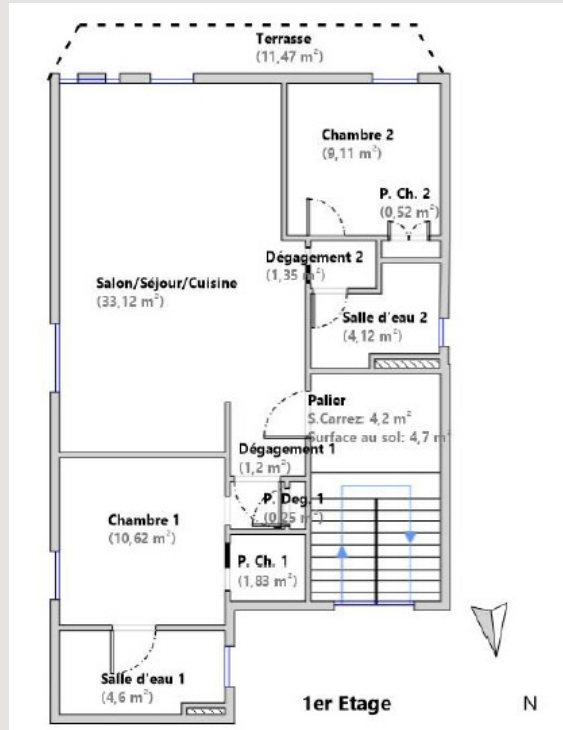 Terrasse
(11,47 m²)
Chambre 2
(9,11 m²)
P. Ch. 2
(0,52 m²)
Dégagement 2
(1,35 m²)
Salon/Séjour/Cuisine
(33,12 m²)
Salle d'eau 2
(4,12 m²)
Palier
S.Carrez: 4,2 m²
Surface au sol: 4,7 m²
Dégagement 1
(1,2 m²)
P. Deg. 1
(0,25 m²)
Chambre 1
(10,62 m²)
P. Ch. 1
(1,83 m²)
Salle d'eau 1
(4,6 m²)
1er Etage
N